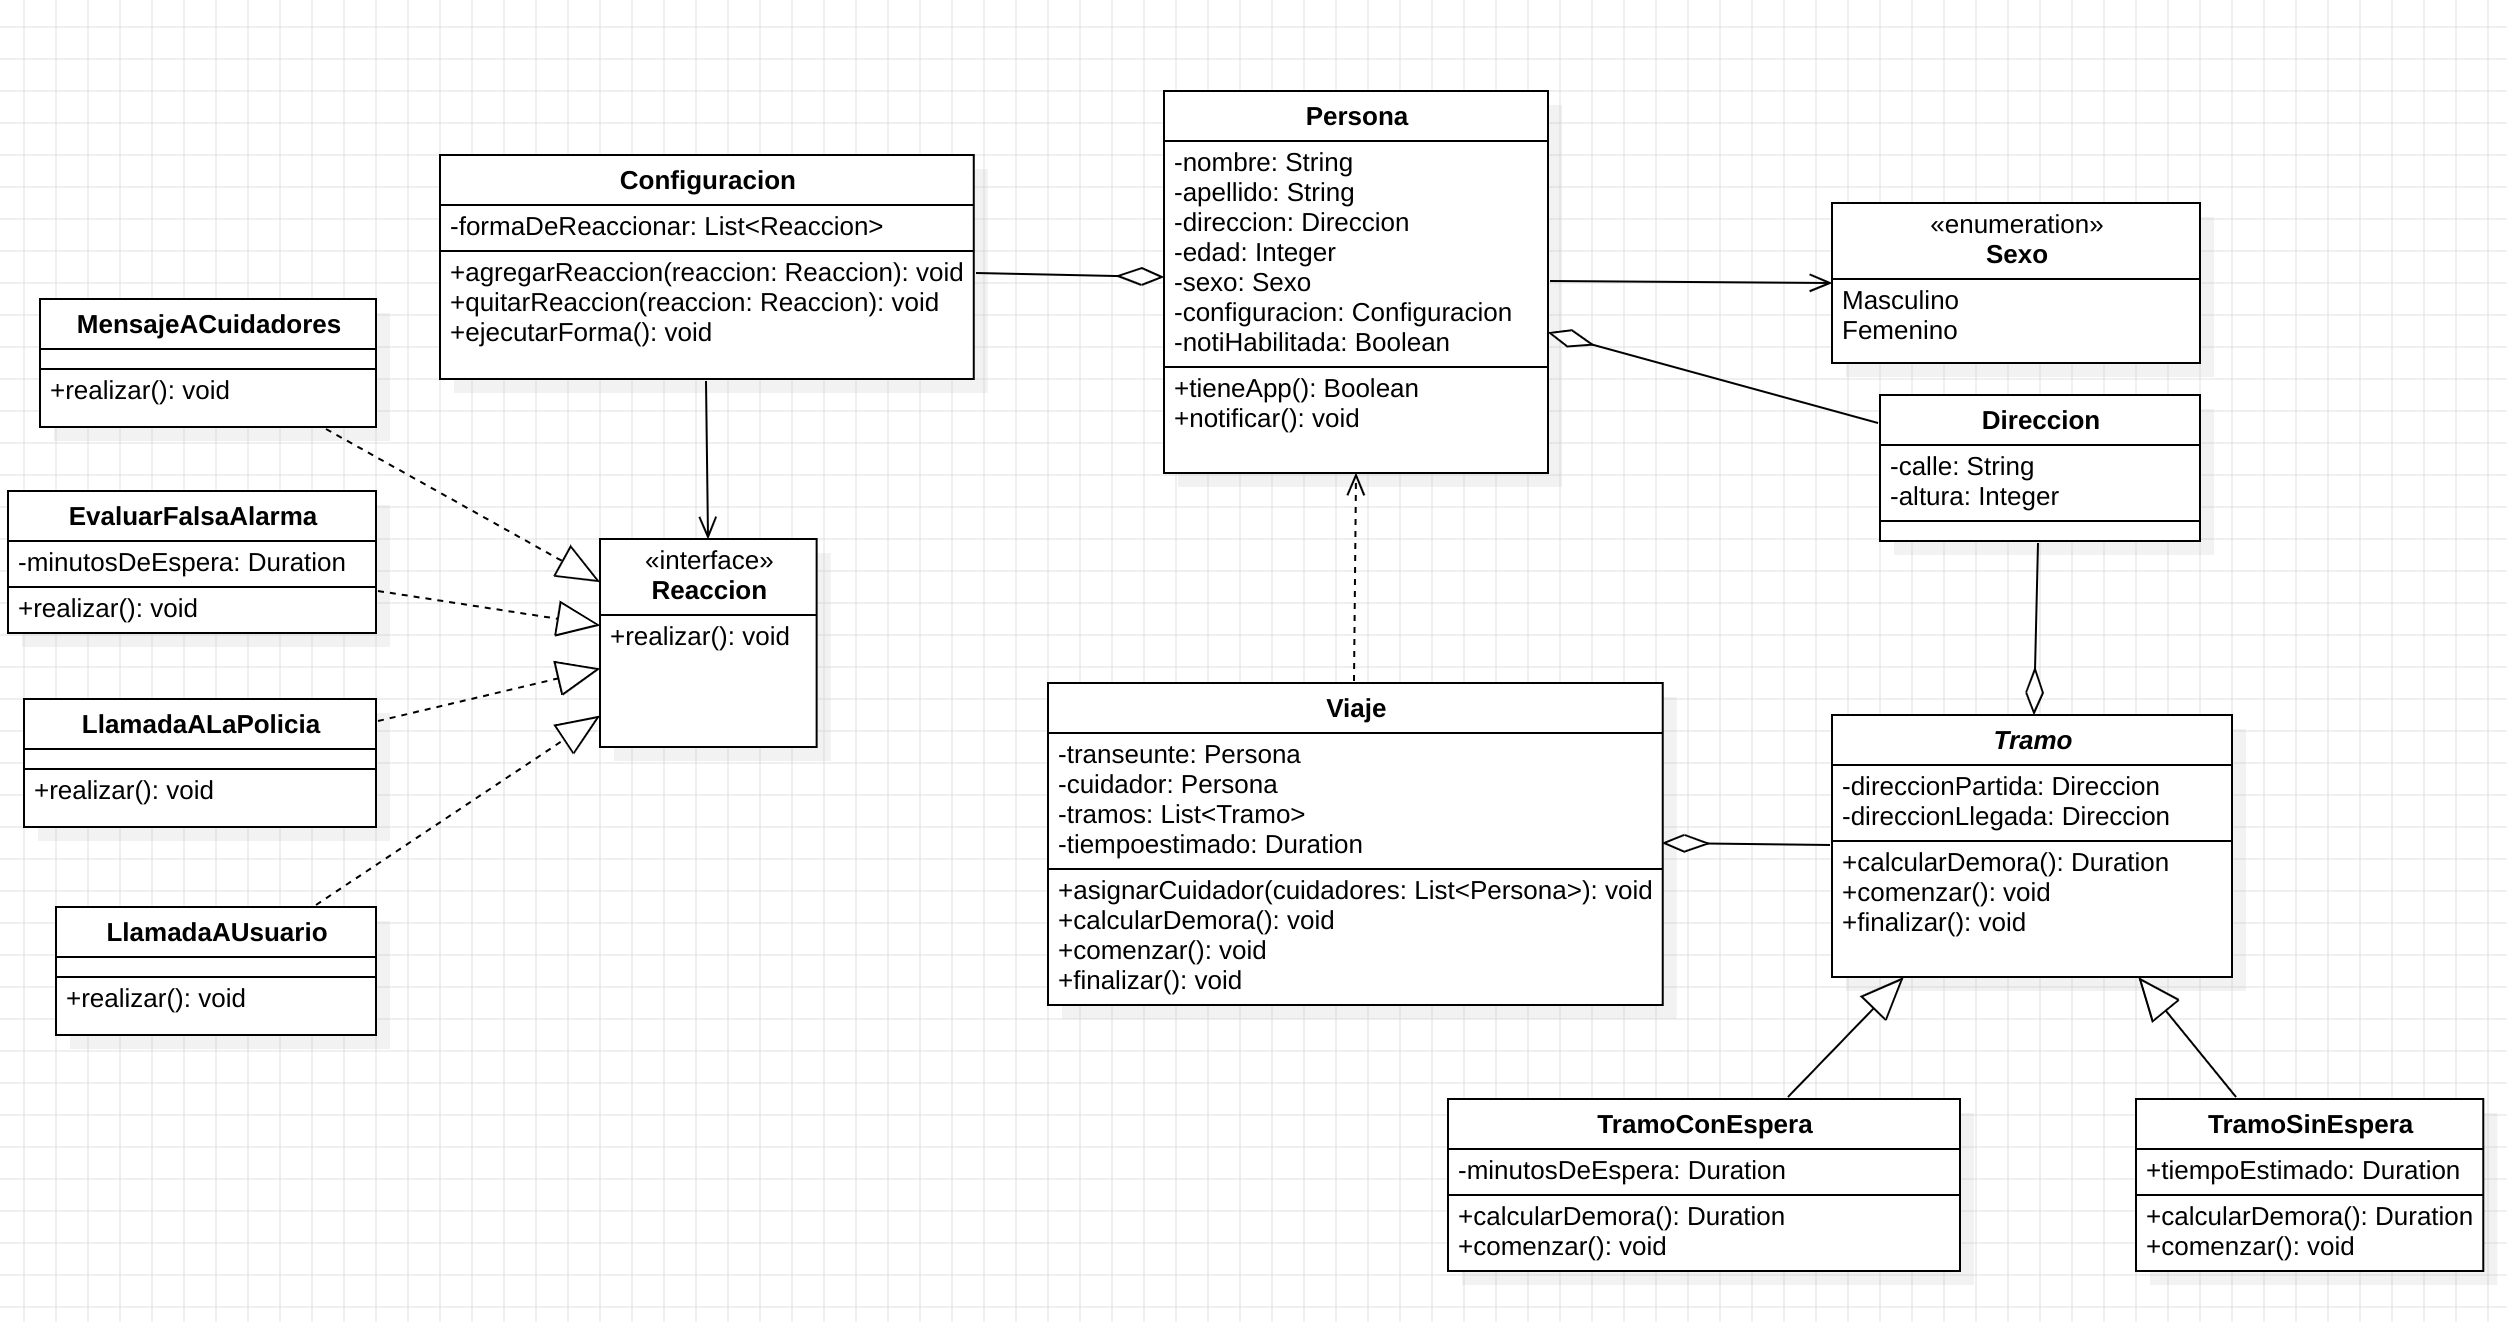 Persona
-nombre: String
-apellido: String
-direccion: Direccion
-edad: Integer
-sexo: Sexo
-configuracion: Configuracion
-notiHabilitada: Boolean
+tieneApp(): Boolean
+notificar(): void
Configuracion
-formaDeReaccionar: List<Reaccion>
+agregarReaccion(reaccion: Reaccion): void
+quitarReaccion(reaccion: Reaccion): void
+ejecutarForma(): void
«enumeration»
Sexo
Masculino
Femenino
MensajeACuidadores
+realizar(): void
Direccion
-calle: String
-altura: Integer
EvaluarFalsaAlarma
-minutosDeEspera: Duration
+realizar(): void
«interface»
Reaccion
+realizar(): void
LlamadaALaPolicia
+realizar(): void
Viaje
-transeunte: Persona
-cuidador: Persona
-tramos: List<Tramo>
-tiempoestimado: Duration
+asignarCuidador(cuidadores: List<Persona>): void
+calcularDemora(): void
+comenzar(): void
+finalizar(): void
Tramo
-direccionPartida: Direccion
-direccionLlegada: Direccion
+calcularDemora(): Duration
+comenzar(): void
+finalizar(): void
LlamadaAUsuario
+realizar(): void
TramoConEspera
-minutosDeEspera: Duration
+calcularDemora(): Duration
+comenzar(): void
TramoSinEspera
+tiempoEstimado: Duration
+calcularDemora(): Duration
+comenzar(): void